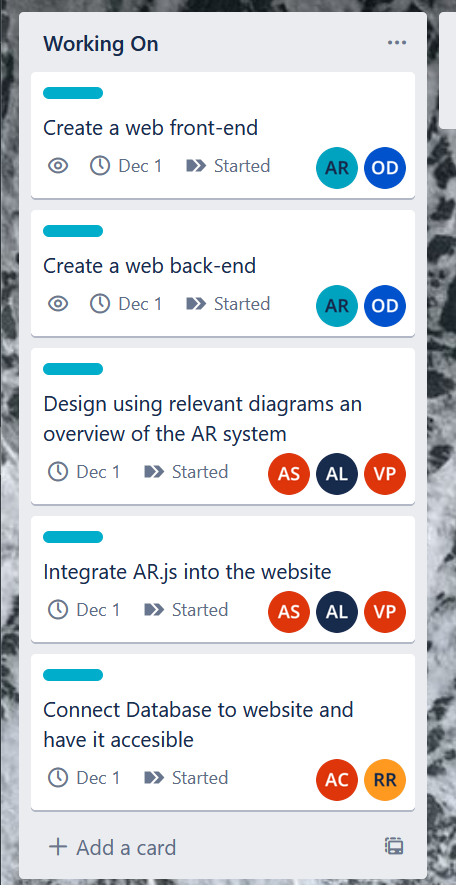 Working On
Create a web front-end
Dec 1 Started AR OD
Create a web back-end
Dec 1 Started AR OD
Design using relevant diagrams an
overview of the AR system
Dec 1 Started AS AL VP
Integrate AR.js into the website
Dec 1 Started AS AL VP
Connect Database to website and
have it accesible
Dec 1 Started AC RR
Add a card